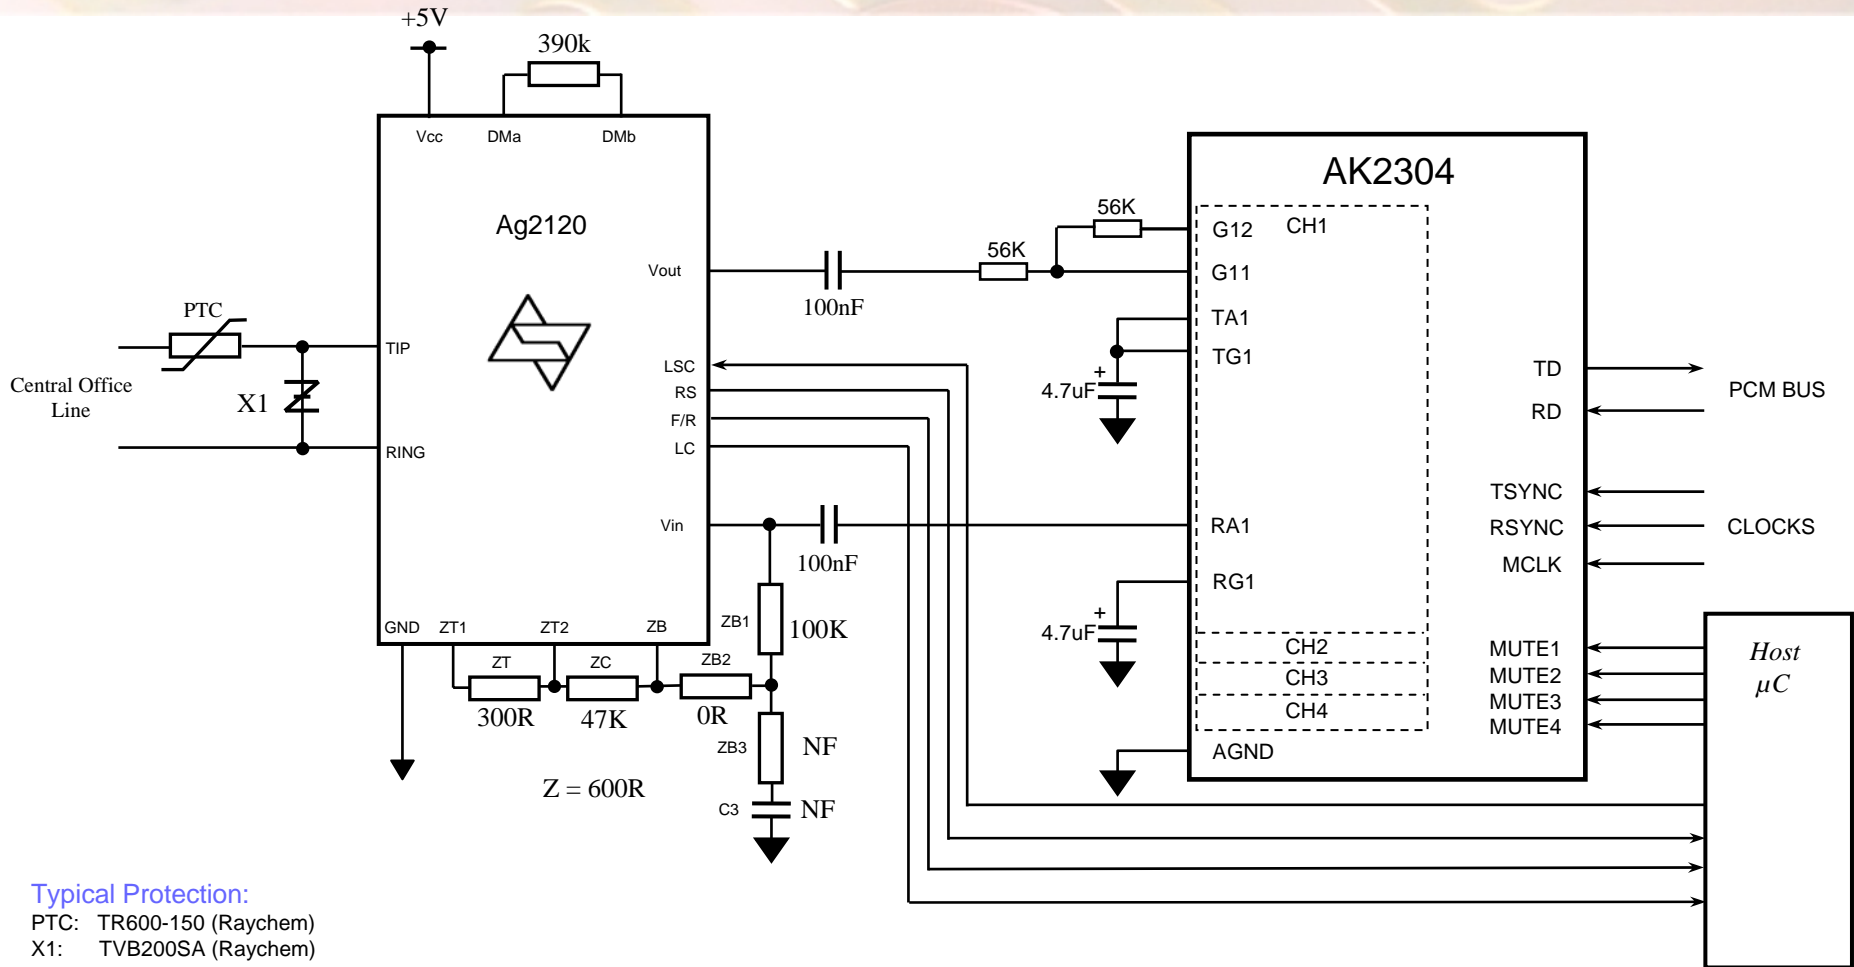 +5V
390k
Vcc
DMa
DMb
AK2304
Ag2120
56K
G12
CH1
56K
Vout
G11
100nF
PTC
TA1
TIP
TG1
LSC
TD
Central Office
Line
X1
RS
+
4.7uF
PCM BUS
F/R
RD
LC
RING
TSYNC
Vin
RA1
RSYNC
CLOCKS
100nF
MCLK
RG1
+
4.7uF
GND
ZT1
ZT2
ZB
ZB1
100K
CH2
MUTE1
Host
µC
ZT
ZC
ZB2
CH3
MUTE2
300R
47K
0R
MUTE3
CH4
MUTE4
ZB3
NF
AGND
Z = 600R
C3
NF
Typical Protection:
PTC: TR600-150 (Raychem)
X1: TVB200SA (Raychem)